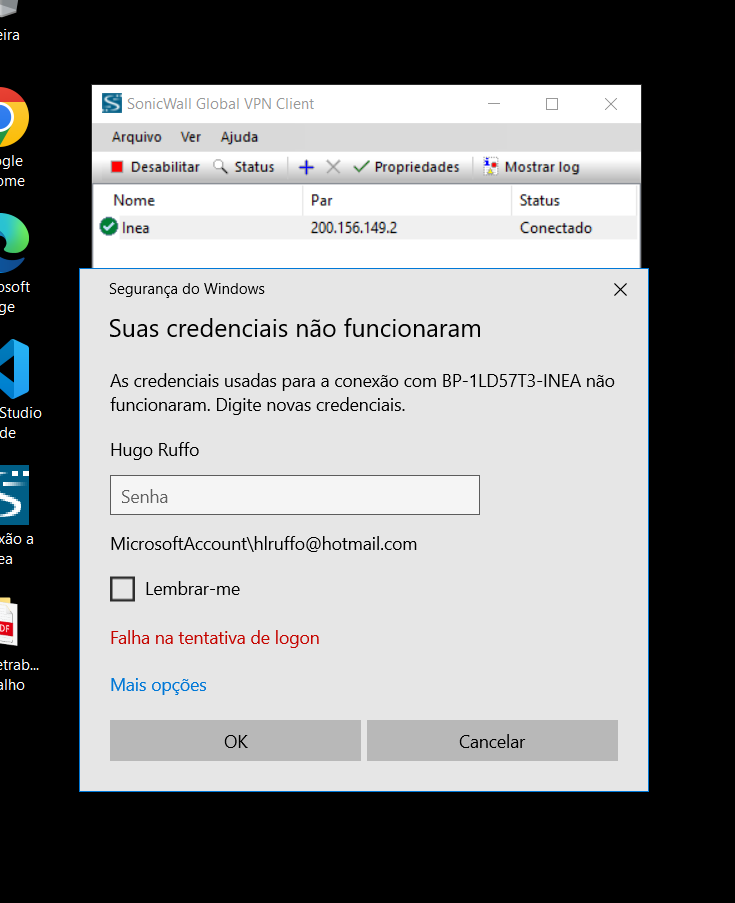 eira
SonicWall Global VPN Client
Arquivo Ver Ajuda
Desabilitar Status Propriedades Mostrar log
Nome Par Status
Inea 200.156.149.2 Conectado
ogle
ome
osoft
ge
Studio
de
xão a
ea
DF
etrab...
alho
Segurança do Windows
Suas credenciais não funcionaram
As credenciais usadas para a conexão com BP-1LD57T3-INEA não
funcionaram. Digite novas credenciais.
Hugo Ruffo
Senha
MicrosoftAccount\hlruffo@hotmail.com
Lembrar-me
Falha na tentativa de logon
Mais opções
OK Cancelar